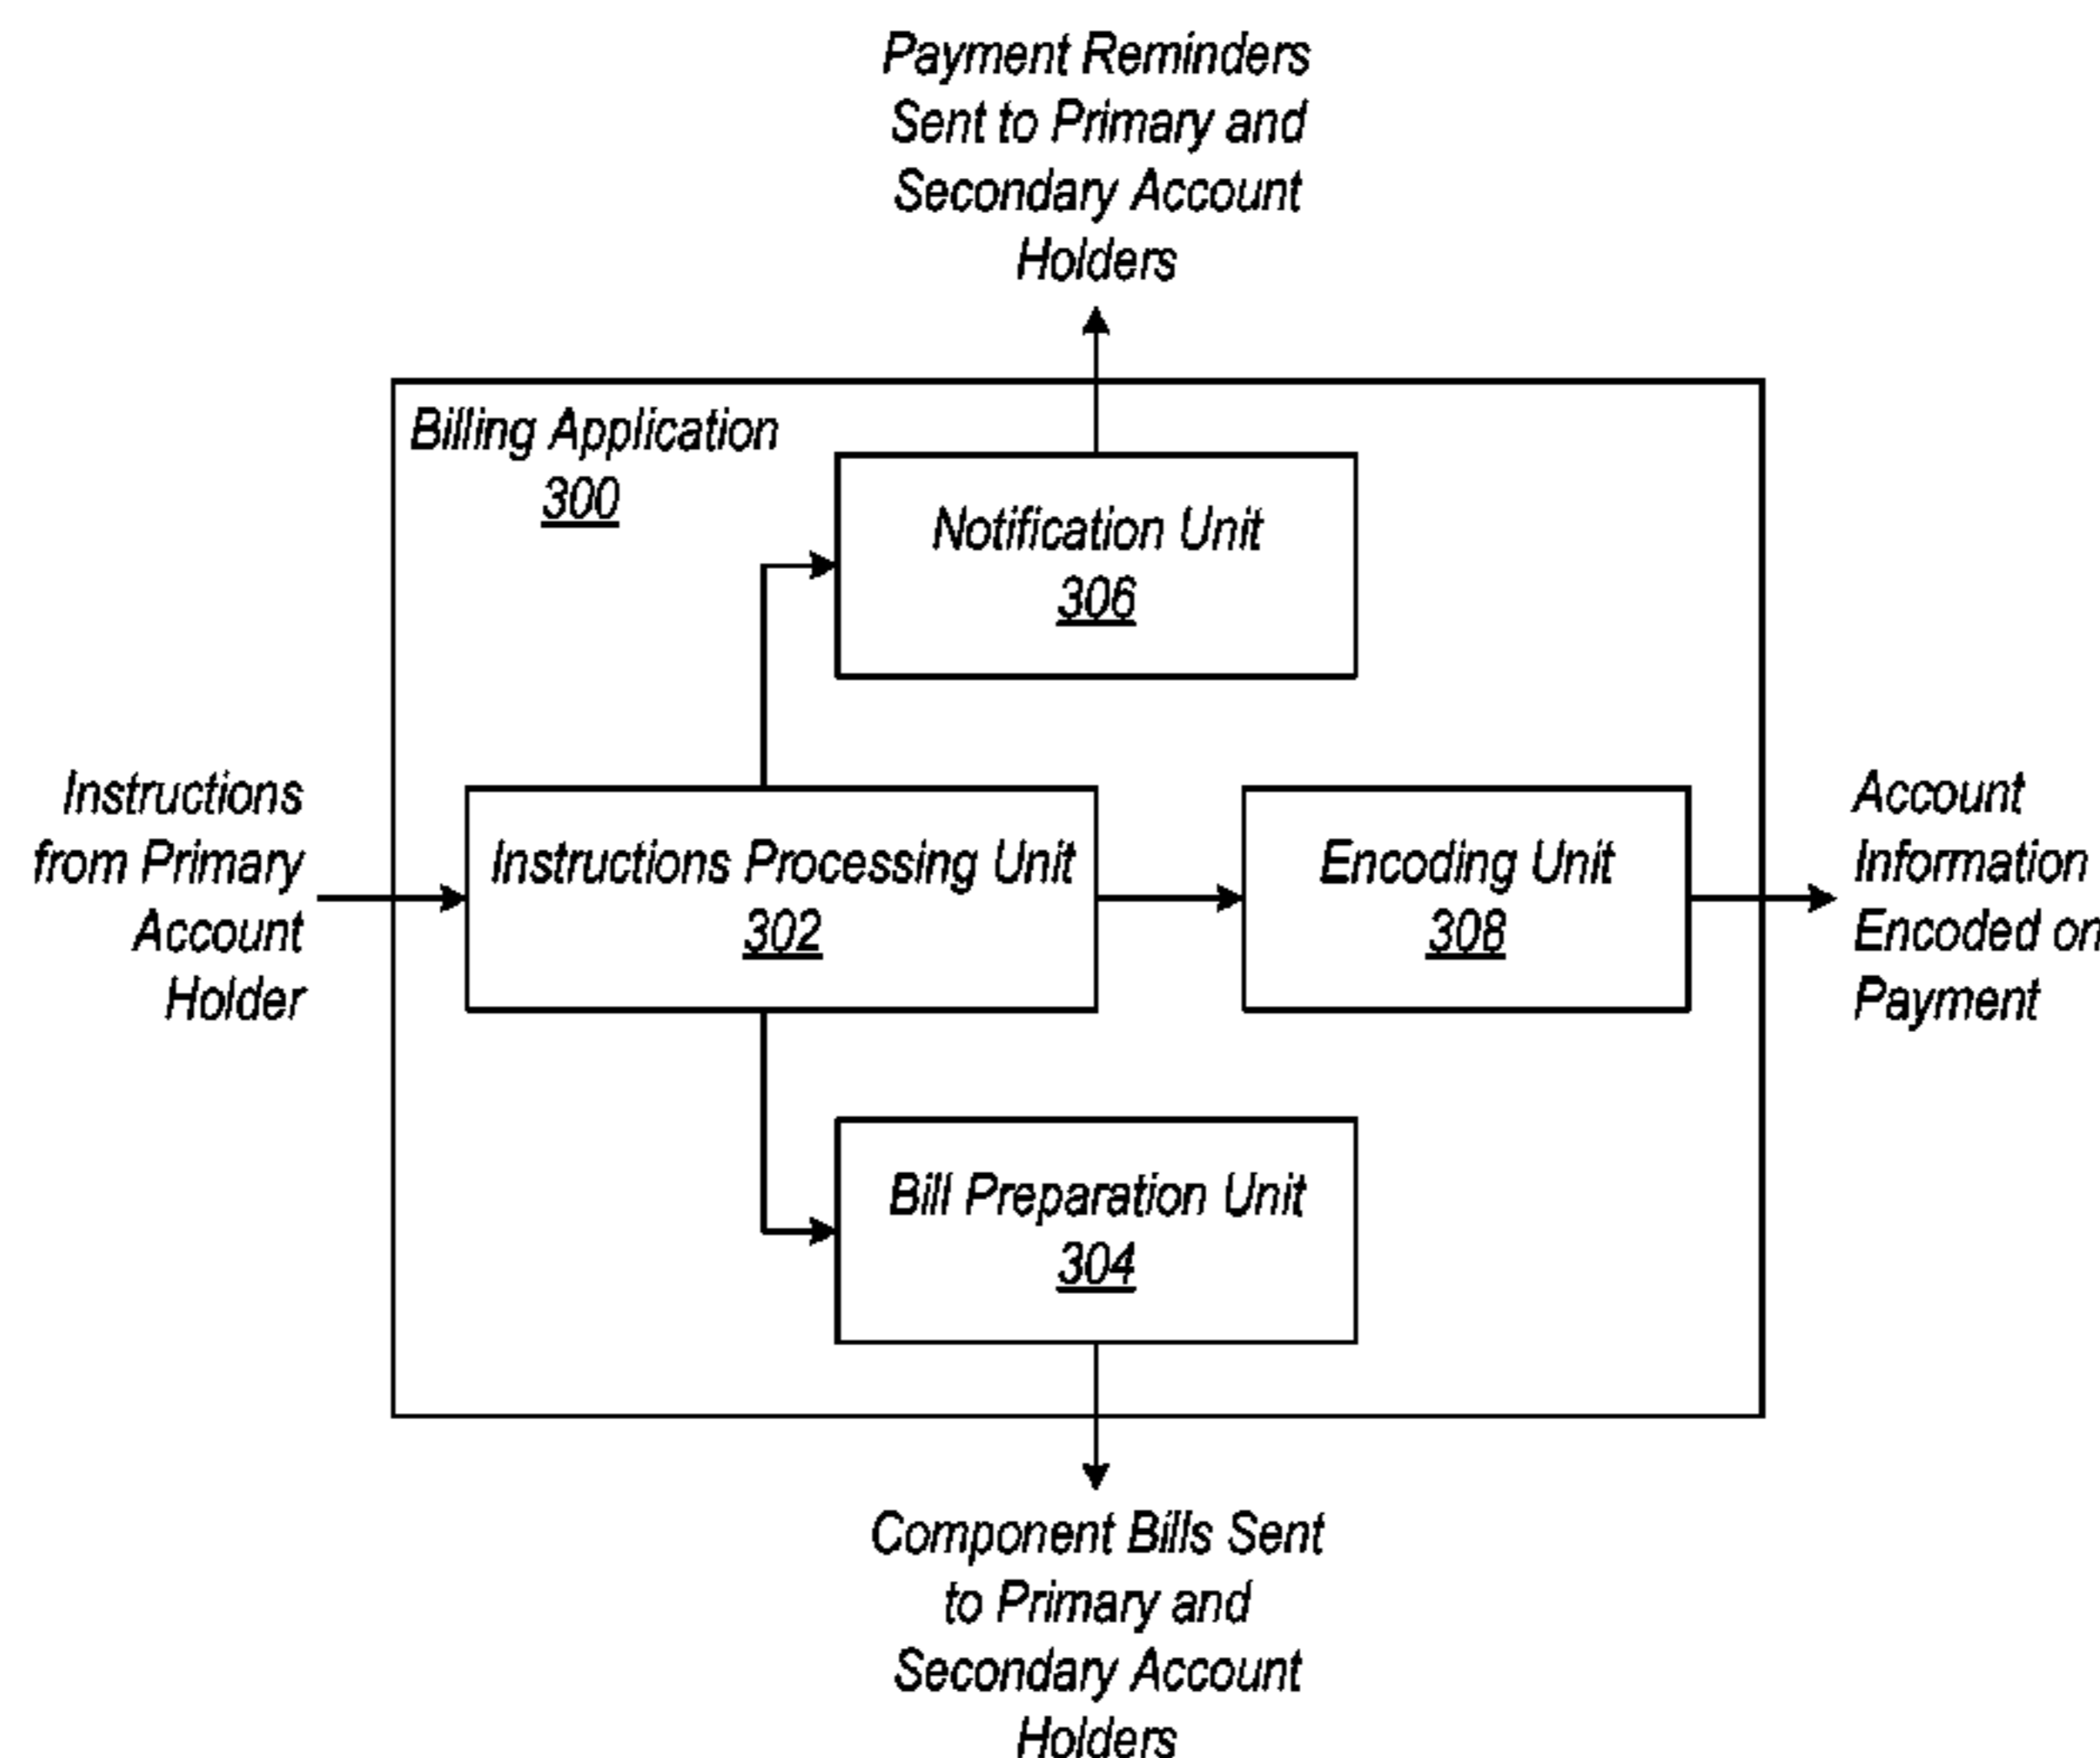 Payment Reminders
Sent to Primary and
Secondary Account
Holders
Billing Application
300
Notification Unit
306
Instructions
from Primary
Account
Holder
Instructions Processing Unit
302
Encoding Unit
308
Account
Information
Encoded on
Payment
Bill Preparation Unit
304
Component Bills Sent
to Primary and
Secondary Account
Holders